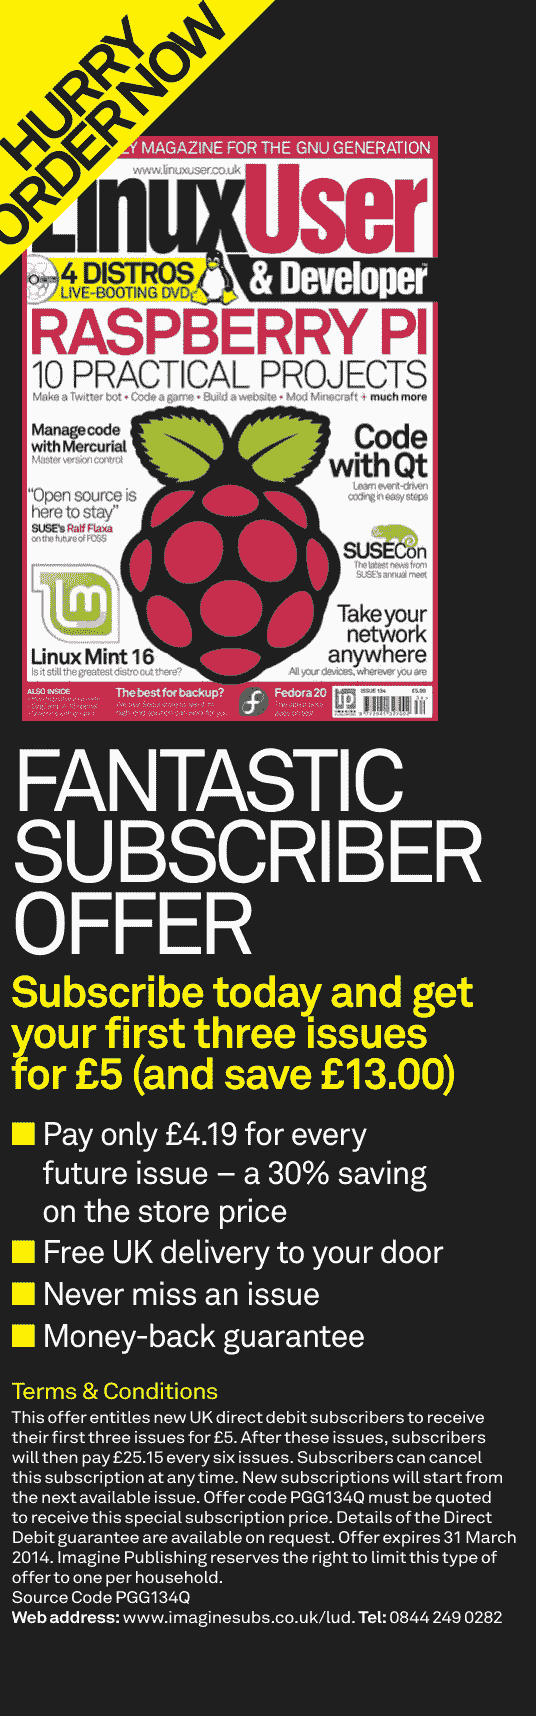 HURRY
ORDER NOW
MAGAZINE FOR THE GNU GENERATION
www.linuxuser.co.uk
LinuxUser
& Developer
4 DISTROS
LIVE-BOOTING DVD
RASPBERRY PI
10 PRACTICAL PROJECTS
Make a Twitter bot • Code a game • Build a website • Mod Minecraft + much more
Manage code
with Mercurial
Master version control
"Open source is
here to stay"
SUSE's Ralf Flaxa
on the future of FOSS
Code
with Qt
Learn event-driven
coding in easy steps
SUSECon
The latest news from
SUSE's annual meet
Take your
network
anywhere
All your devices, wherever you are
lm
Linux Mint 16
Is it still the greatest distro out there?
ALSO INSIDE
The best for backup?
Fedora 20
ISSUE 134
£5.99
FANTASTIC
SUBSCRIBER
OFFER
Subscribe today and get
your first three issues
for £5 (and save £13.00)
Pay only £4.19 for every
future issue – a 30% saving
on the store price
Free UK delivery to your door
Never miss an issue
Money-back guarantee
Terms & Conditions
This offer entitles new UK direct debit subscribers to receive
their first three issues for £5. After these issues, subscribers
will then pay £25.15 every six issues. Subscribers can cancel
this subscription at any time. New subscriptions will start from
the next available issue. Offer code PGG134Q must be quoted
to receive this special subscription price. Details of the Direct
Debit guarantee are available on request. Offer expires 31 March
2014. Imagine Publishing reserves the right to limit this type of
offer to one per household.
Source Code PGG134Q
Web address: www.imaginesubs.co.uk/lud. Tel: 0844 249 0282